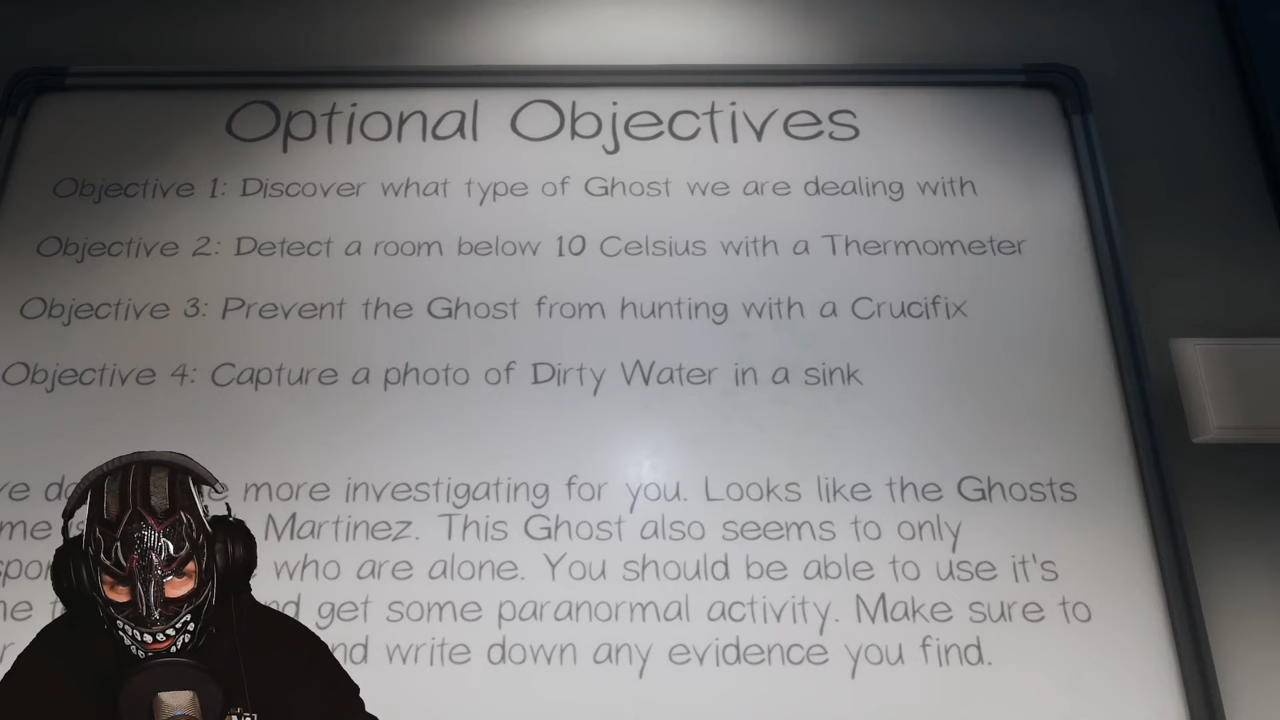 Optional Objectives
Objective 1: Discover what type of Ghost we are dealing with
Objective 2: Detect a room below 10 Celsius with a Thermometer
Objective 3: Prevent the Ghost from hunting with a Crucifix
Objective 4: Capture a photo of Dirty Water in a sink
more investigating for you. Looks like the Ghosts
Martinez. This Ghost also seems to only
who are alone. You should be able to use it's
get some paranormal activity. Make sure to
write down any evidence you find.